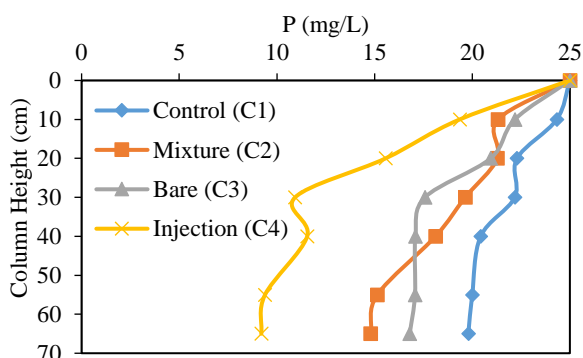 P (mg/L)
0 5 10 15 20 25
0
10
20
30
40
50
60
70
Column Height (cm)
Control (C1)
Mixture (C2)
Bare (C3)
Injection (C4)